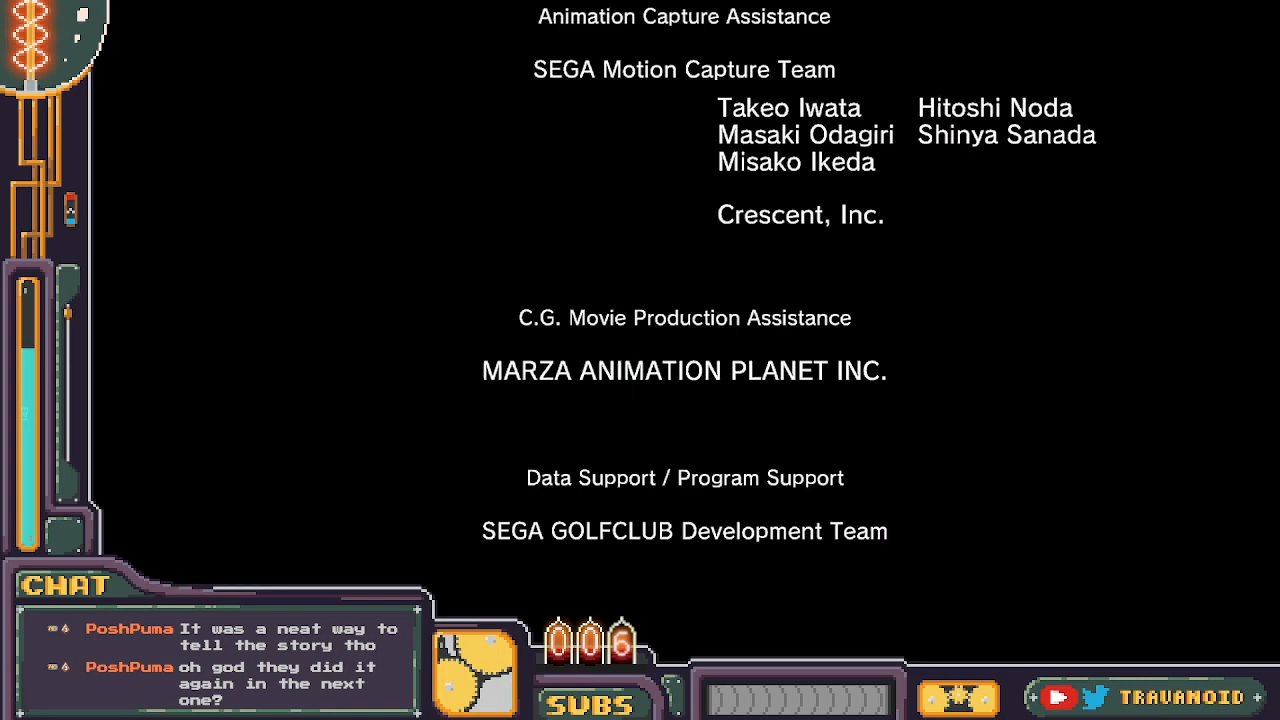 Animation Capture Assistance
SEGA Motion Capture Team
Takeo Iwata Hitoshi Noda
Masaki Odagiri Shinya Sanada
Misako Ikeda
Crescent, Inc.
C.G. Movie Production Assistance
MARZA ANIMATION PLANET INC.
Data Support / Program Support
SEGA GOLFCLUB Development Team
CHAT
PoshPuma It was a neat way to
tell the story tho
PoshPuma oh god they did it
again in the next
one?
006
SUBS
TRAVANOID